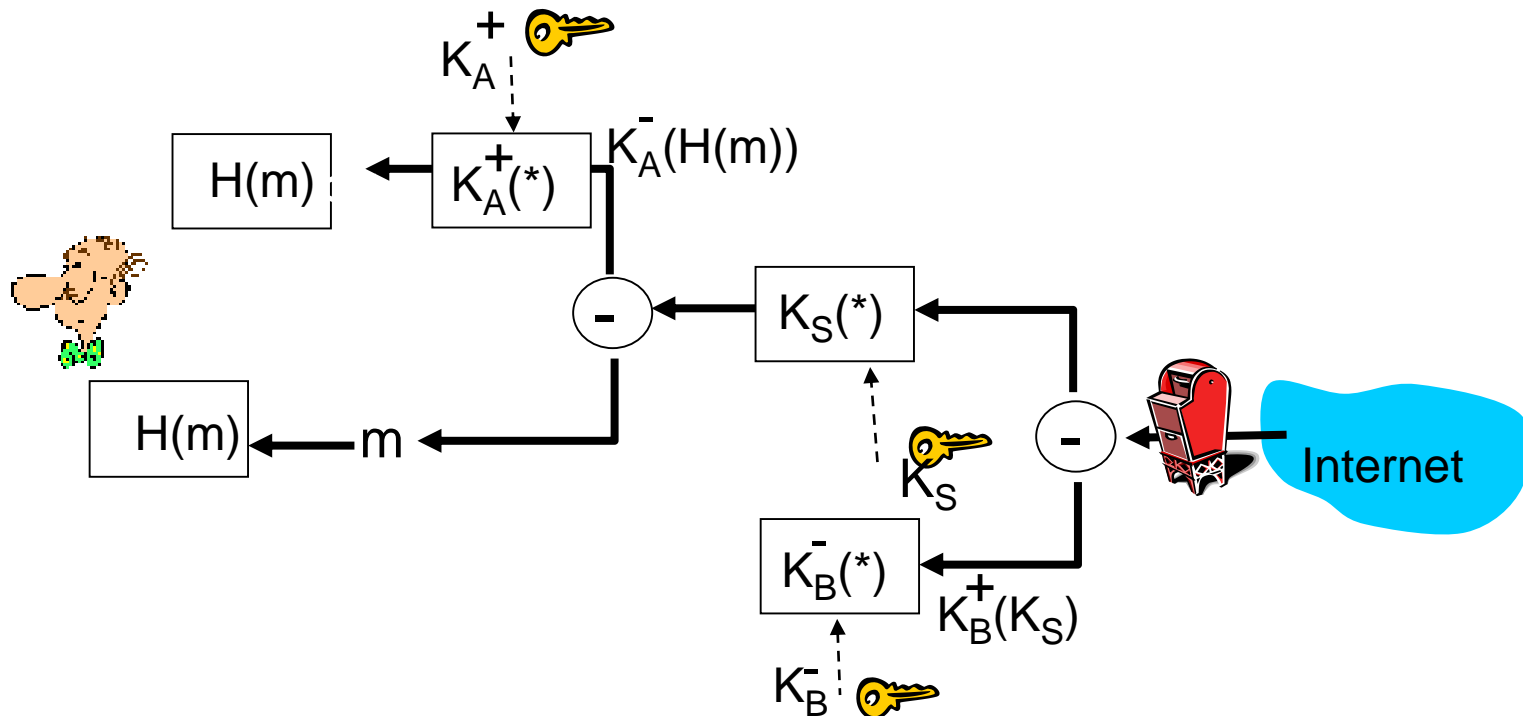 K_A^+
K_A^-(H(m))
H(m)
K_A^+(*)
K_S(*)
H(m)
m
K_S
Internet
K_B^-(*)
K_B^+(K_S)
K_B^-